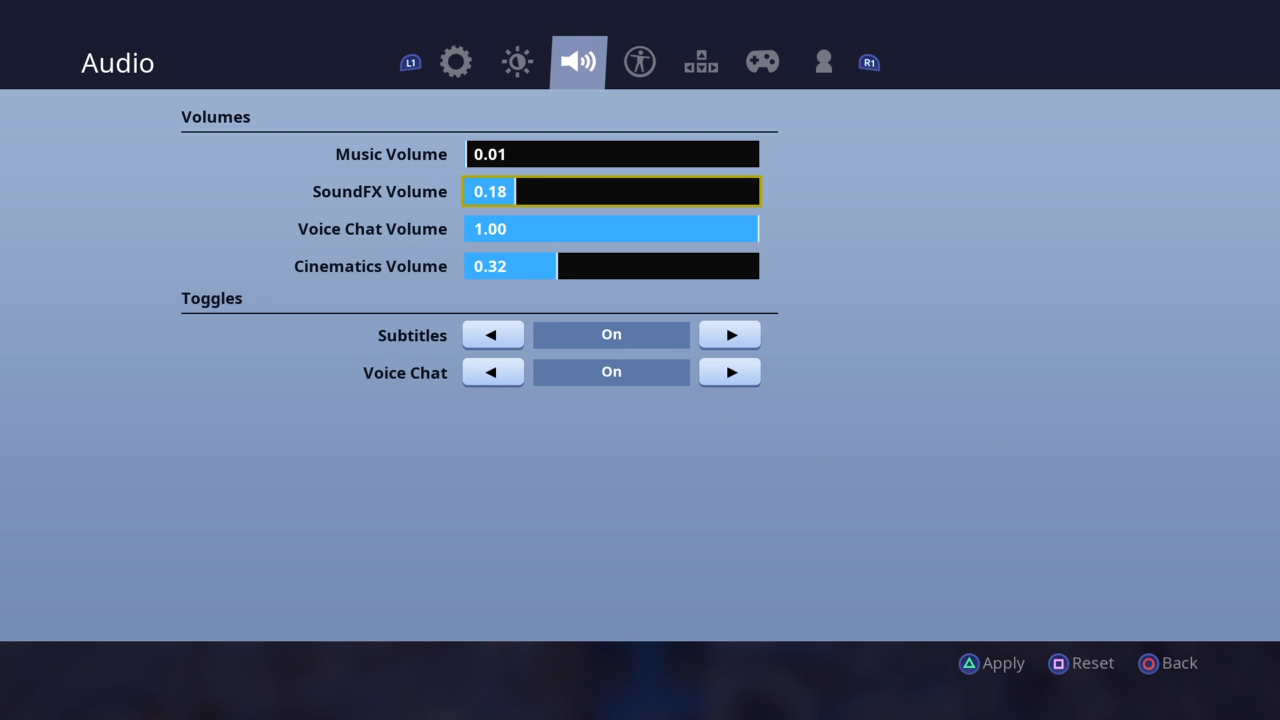 Audio
L1
R1
Volumes
Music Volume 0.01
SoundFX Volume 0.18
Voice Chat Volume 1.00
Cinematics Volume 0.32
Toggles
Subtitles On
Voice Chat On
Apply Reset Back